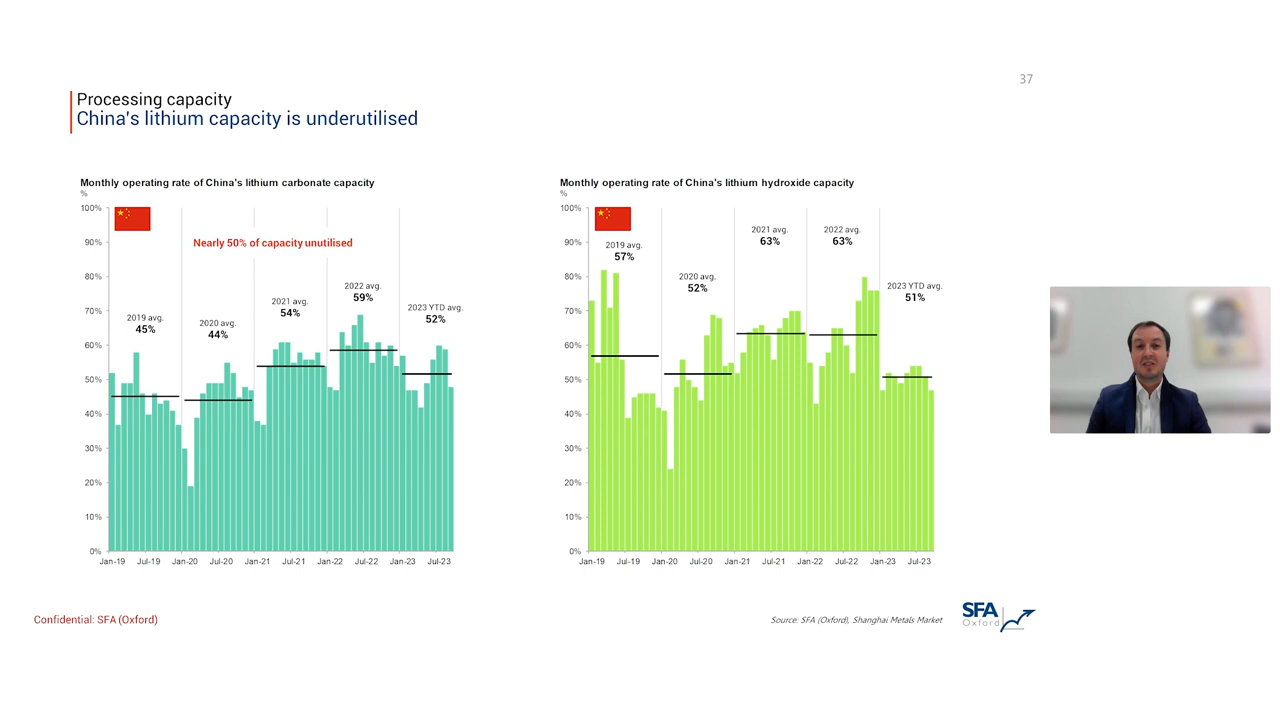 37
Processing capacity
China's lithium capacity is underutilised
Monthly operating rate of China's lithium carbonate capacity
%
100%
90%
80%
70%
60%
50%
40%
30%
20%
10%
0%
Nearly 50% of capacity unutilised
2019 avg.
45%
2020 avg.
44%
2021 avg.
54%
2022 avg.
59%
2023 YTD avg.
52%
Jan-19 Jul-19 Jan-20 Jul-20 Jan-21 Jul-21 Jan-22 Jul-22 Jan-23 Jul-23
Monthly operating rate of China's lithium hydroxide capacity
%
100%
90%
80%
70%
60%
50%
40%
30%
20%
10%
0%
2019 avg.
57%
2020 avg.
52%
2021 avg.
63%
2022 avg.
63%
2023 YTD avg.
51%
Jan-19 Jul-19 Jan-20 Jul-20 Jan-21 Jul-21 Jan-22 Jul-22 Jan-23 Jul-23
Confidential: SFA (Oxford)
Source: SFA (Oxford), Shanghai Metals Market
SFA
Oxford